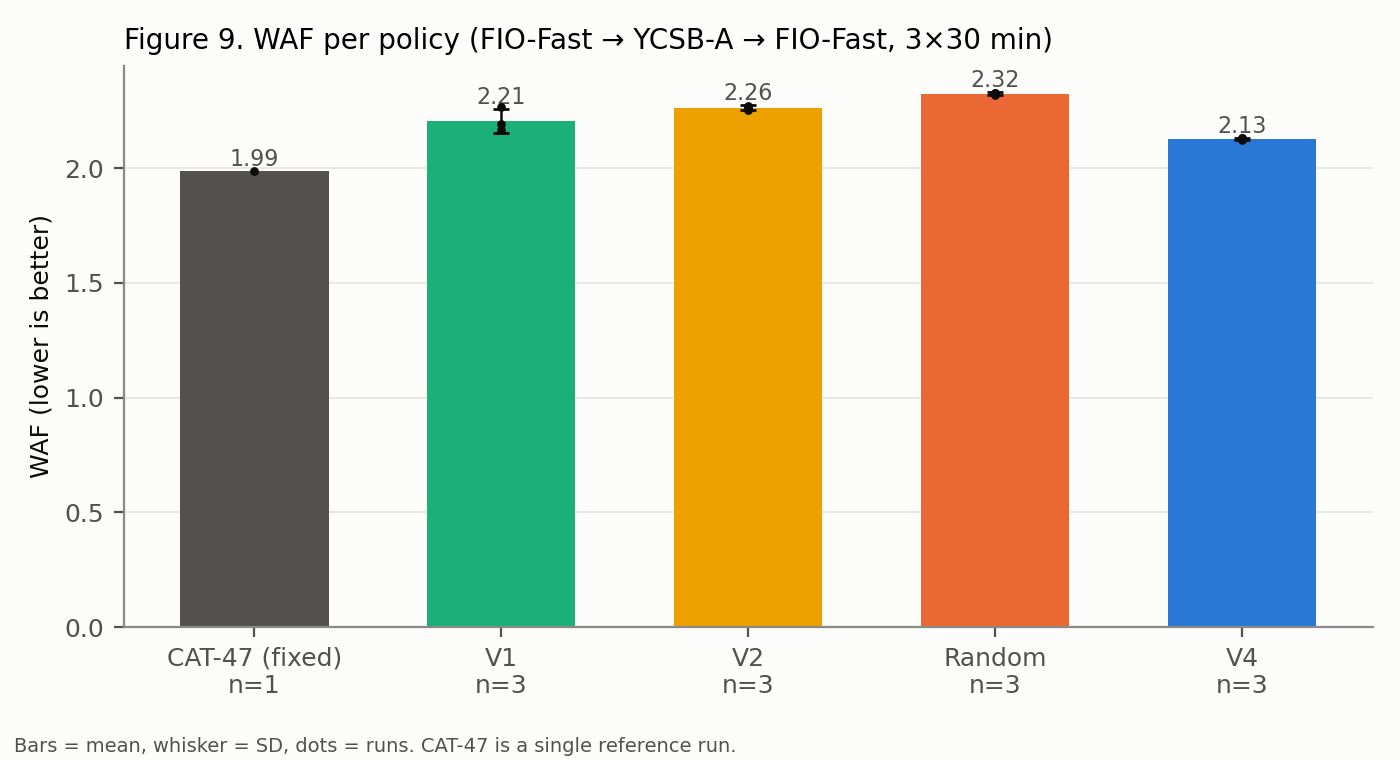 Figure 9. WAF per policy (FIO-Fast → YCSB-A → FIO-Fast, 3×30 min)
WAF (lower is better)
2.0
1.5
1.0
0.5
0.0
1.99
2.21
2.26
2.32
2.13
CAT-47 (fixed)
n=1
V1
n=3
V2
n=3
Random
n=3
V4
n=3
Bars = mean, whisker = SD, dots = runs. CAT-47 is a single reference run.